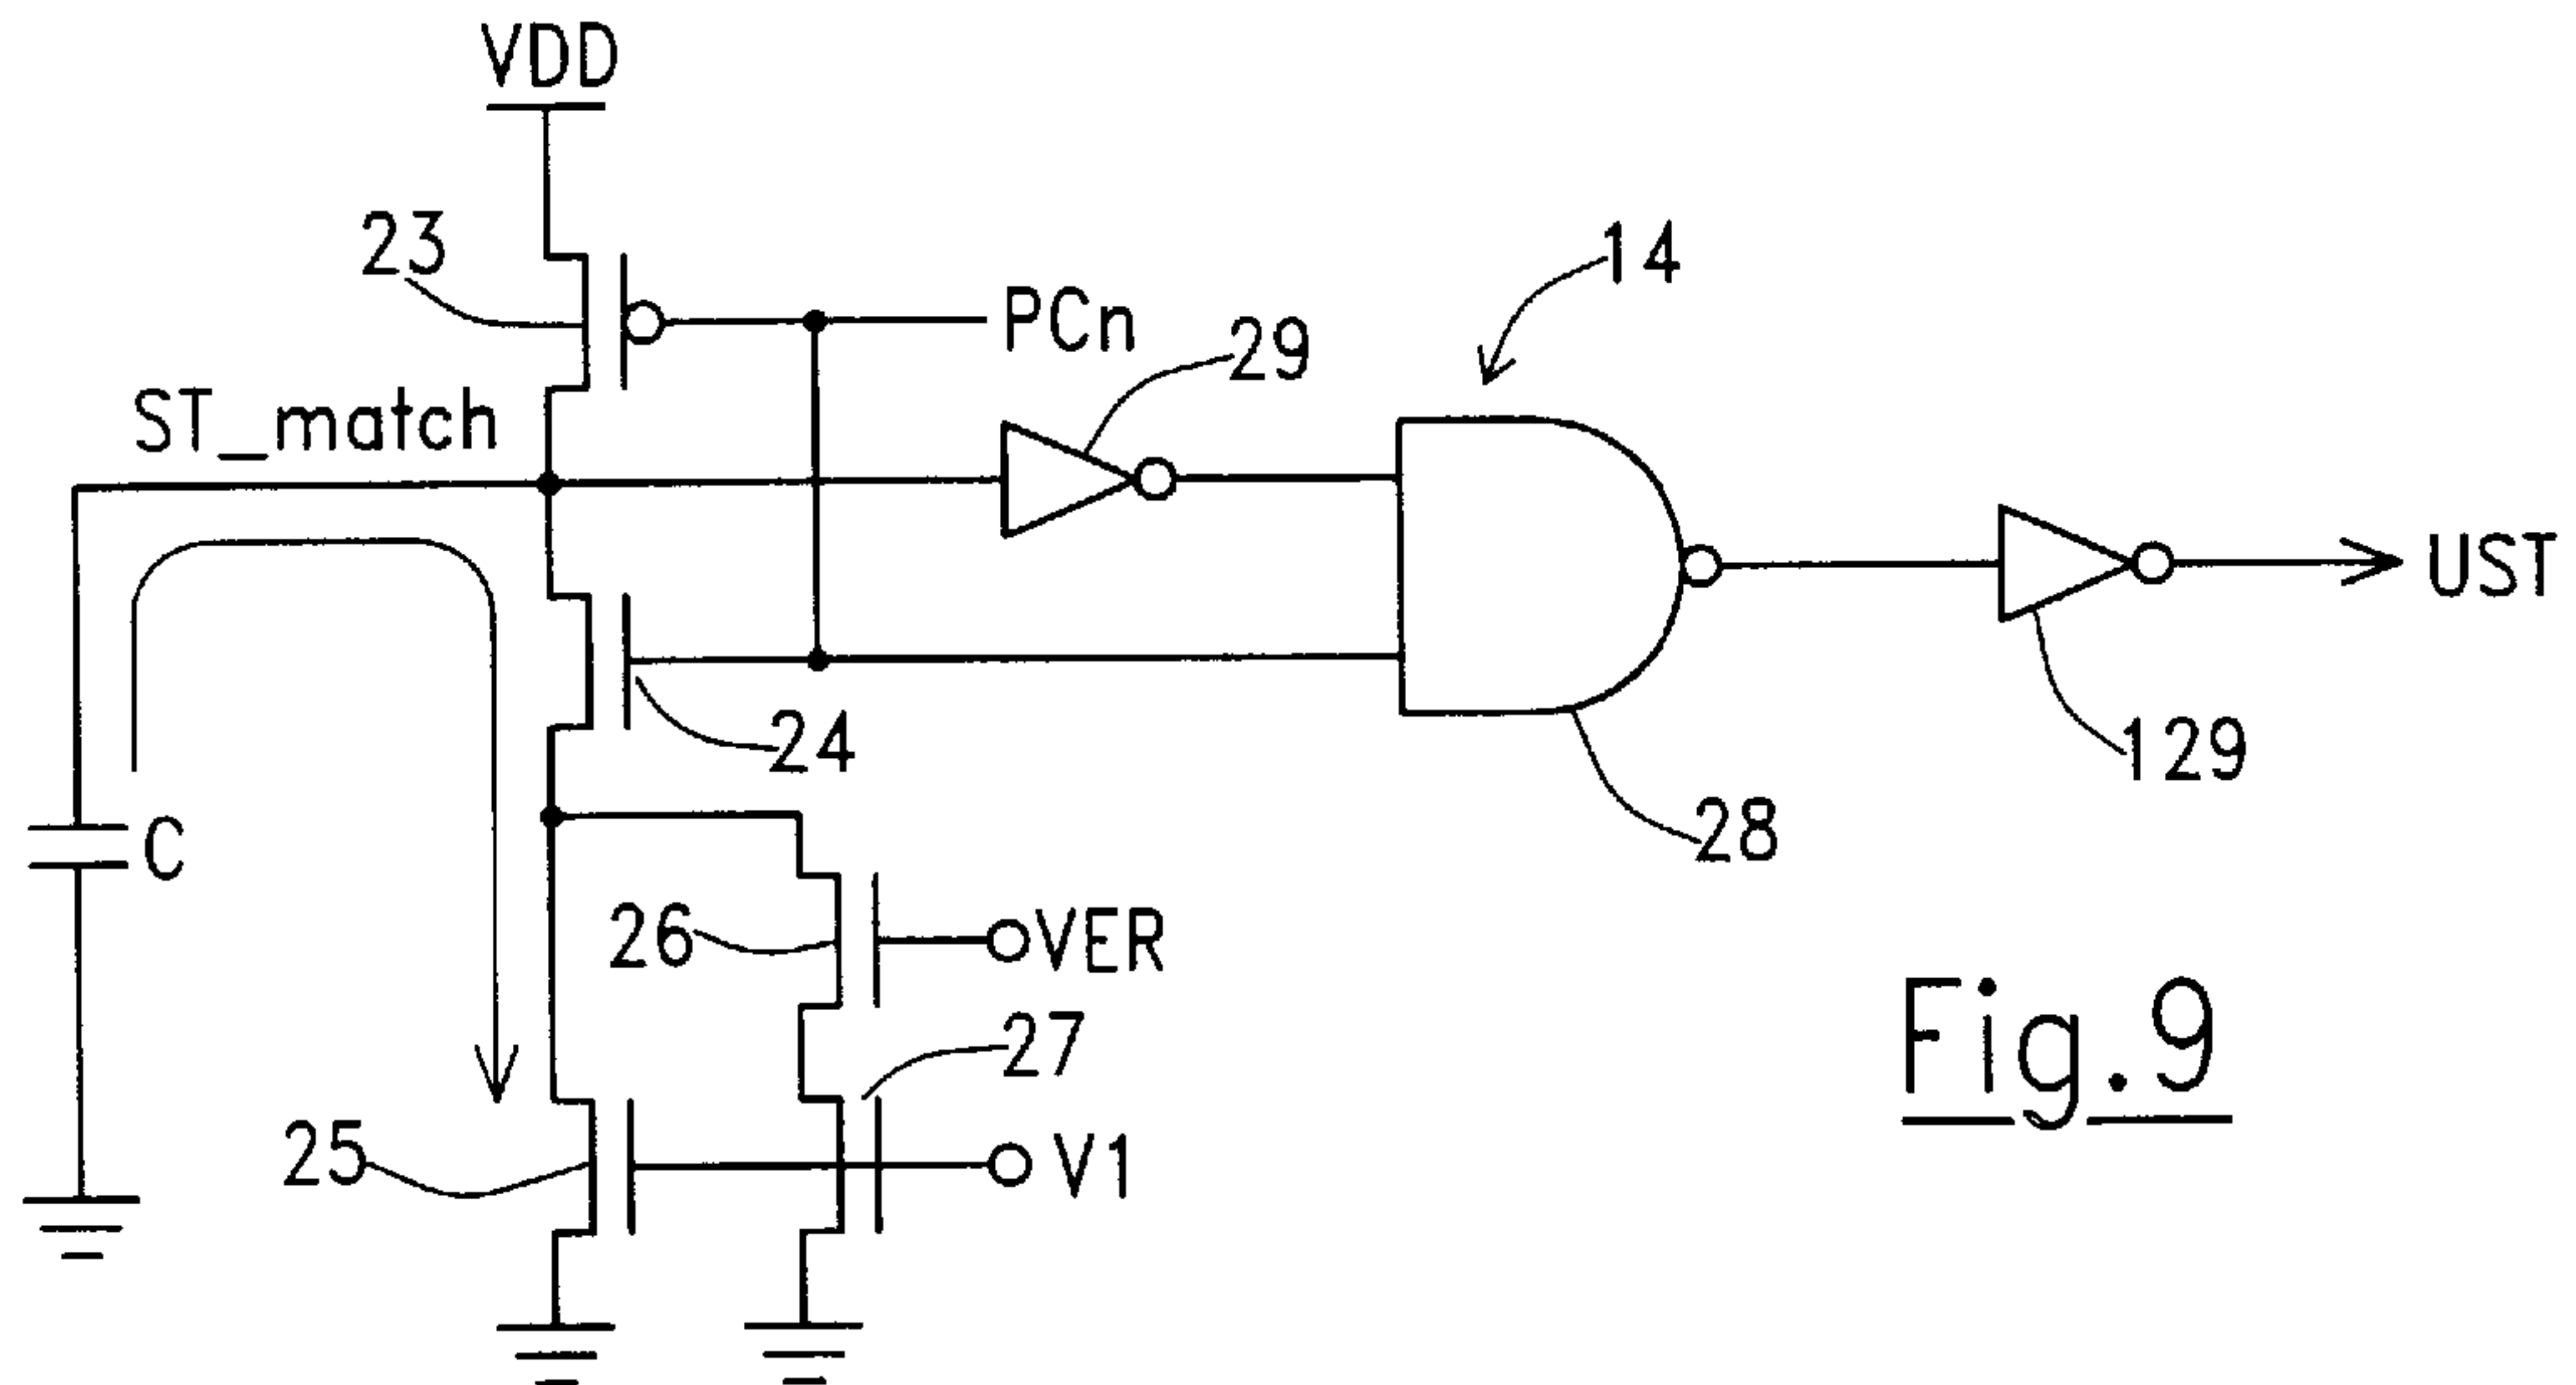 VDD
23
14
PCn
29
ST_match
UST
24
129
28
C
26
VER
27
25
V1
Fig.9